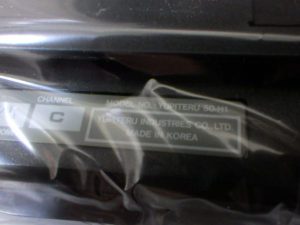 CHANNEL
C
MODEL NO. YUPITERU 50-H1
YUPITERU INDUSTRIES CO., LTD.
MADE IN KOREA